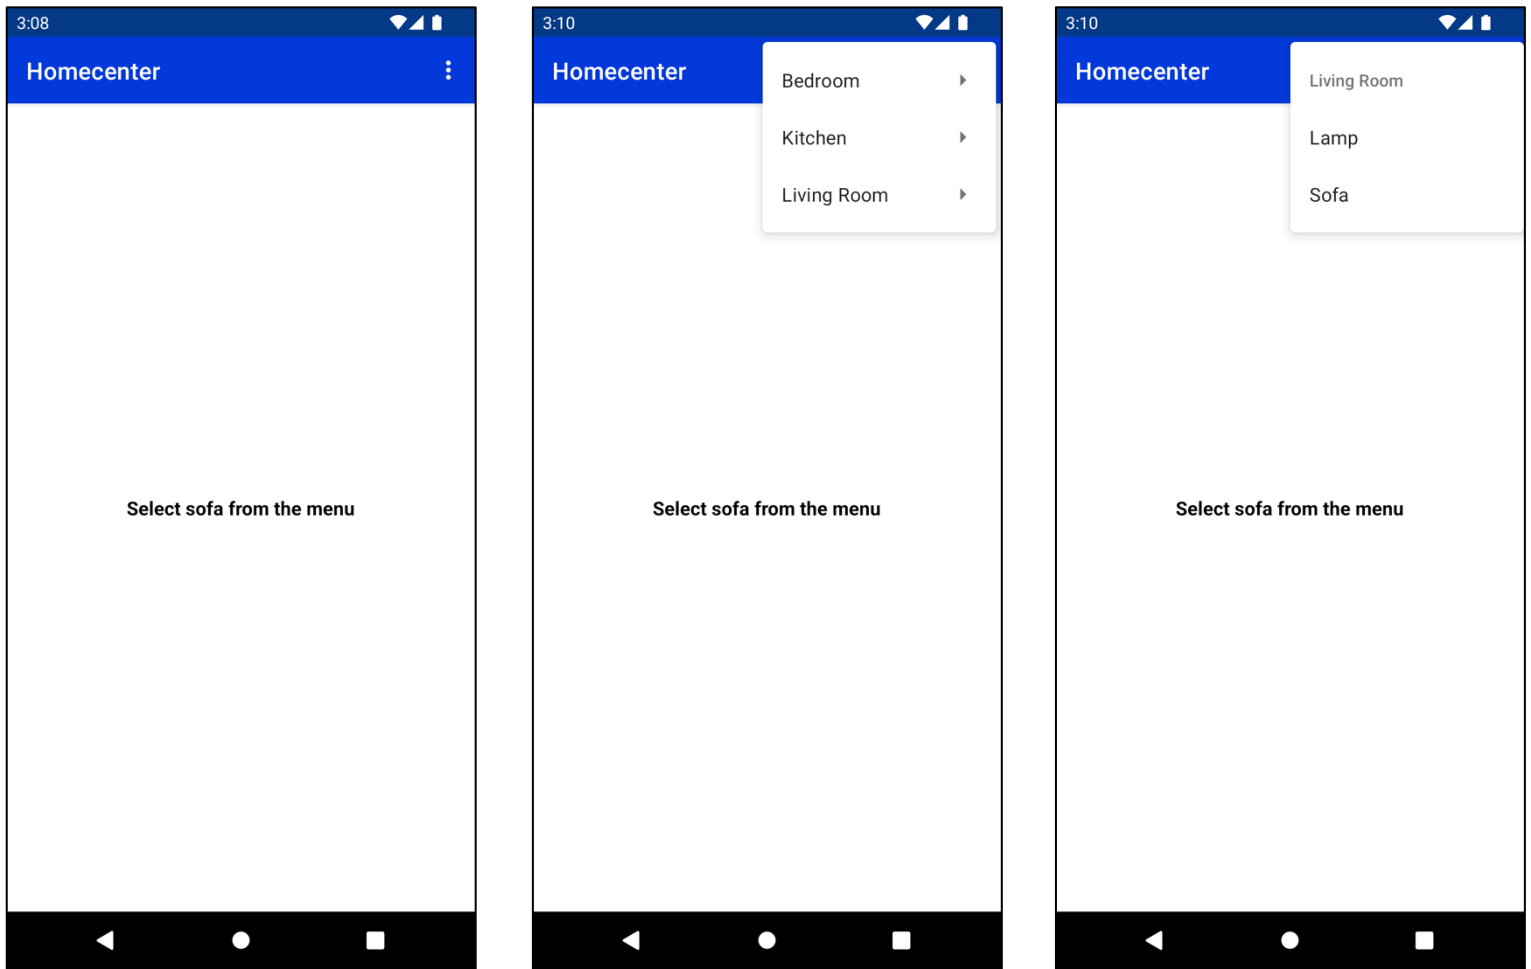 3:08
Homecenter
Select sofa from the menu
3:10
Homecenter
Bedroom
Kitchen
Living Room
Select sofa from the menu
3:10
Homecenter
Living Room
Lamp
Sofa
Select sofa from the menu